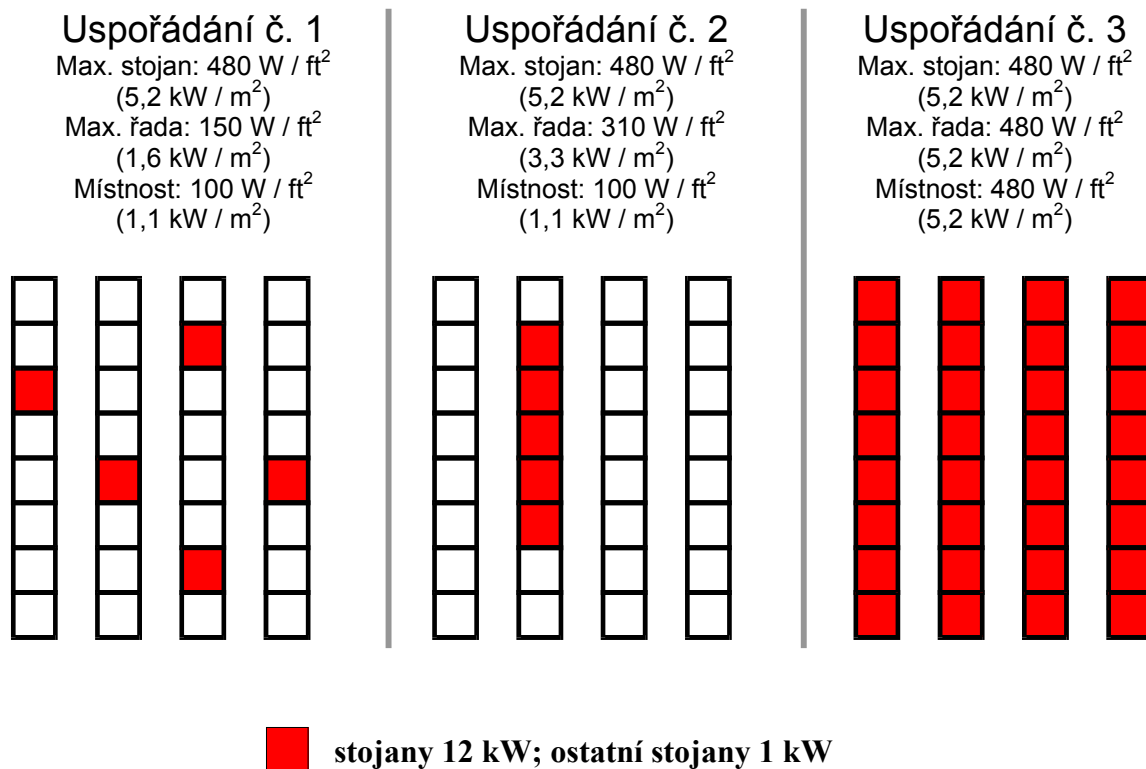 Uspořádání č. 1
Max. stojan: 480 W / ft²
(5,2 kW / m²)
Max. řada: 150 W / ft²
(1,6 kW / m²)
Místnost: 100 W / ft²
(1,1 kW / m²)
Uspořádání č. 2
Max. stojan: 480 W / ft²
(5,2 kW / m²)
Max. řada: 310 W / ft²
(3,3 kW / m²)
Místnost: 100 W / ft²
(1,1 kW / m²)
Uspořádání č. 3
Max. stojan: 480 W / ft²
(5,2 kW / m²)
Max. řada: 480 W / ft²
(5,2 kW / m²)
Místnost: 480 W / ft²
(5,2 kW / m²)
stojany 12 kW; ostatní stojany 1 kW